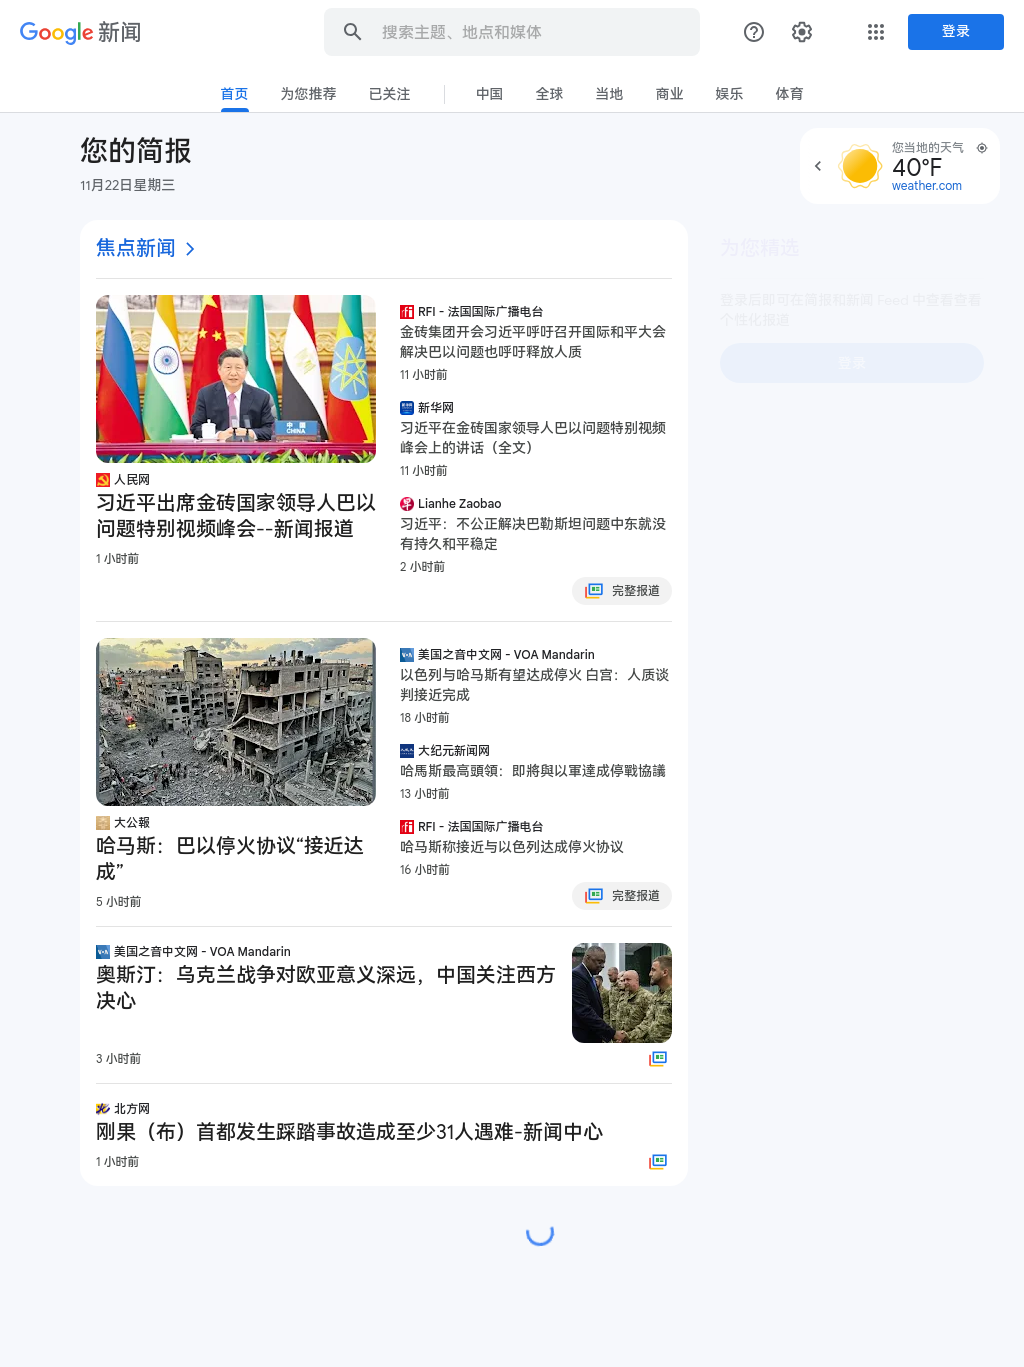 Google 新闻
搜索主题、地点和媒体
登录
首页
为您推荐
已关注
中国
全球
当地
商业
娱乐
体育
您的简报
11月22日星期三
您当地的天气
40°F
weather.com
焦点新闻
人民网
习近平出席金砖国家领导人巴以
问题特别视频峰会--新闻报道
1 小时前
中国
CHINA
RFI - 法国国际广播电台
金砖集团开会习近平呼吁召开国际和平大会
解决巴以问题也呼吁释放人质
11 小时前
新华网
习近平在金砖国家领导人巴以问题特别视频
峰会上的讲话（全文）
11 小时前
Lianhe Zaobao
习近平：不公正解决巴勒斯坦问题中东就没
有持久和平稳定
2 小时前
完整报道
大公報
哈马斯：巴以停火协议“接近达
成”
5 小时前
美国之音中文网 - VOA Mandarin
以色列与哈马斯有望达成停火 白宫：人质谈
判接近完成
18 小时前
大纪元新闻网
哈馬斯最高頭領：即將與以軍達成停戰協議
13 小时前
RFI - 法国国际广播电台
哈马斯称接近与以色列达成停火协议
16 小时前
完整报道
美国之音中文网 - VOA Mandarin
奥斯汀：乌克兰战争对欧亚意义深远，中国关注西方
决心
3 小时前
北方网
刚果（布）首都发生踩踏事故造成至少31人遇难-新闻中心
1 小时前
为您精选
登录后即可在简报和新闻 Feed 中查看查看
个性化报道
登录